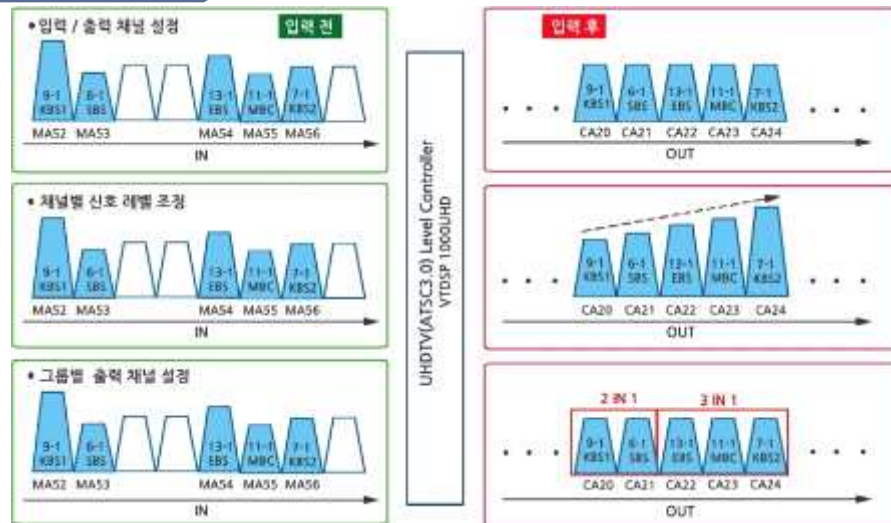 • 입력 / 출력 채널 설정
입력 전
9-1 6-1 13-1 11-1 7-1
KBS1 SBS EBS MBC KBS2
MA52 MA53 MA54 MA55 MA56
IN
• 채널별 신호 레벨 조정
9-1 6-1 13-1 11-1 7-1
KBS1 SBS EBS MBC KBS2
MA52 MA53 MA54 MA55 MA56
IN
• 그룹별 출력 채널 설정
9-1 6-1 13-1 11-1 7-1
KBS1 SBS EBS MBC KBS2
MA52 MA53 MA54 MA55 MA56
IN
UHDTV(ATSC3.0) Level Controller
VTDSP 1000UHD
입력 후
9-1 6-1 13-1 11-1 7-1
KBS1 SBS EBS MBC KBS2
CA20 CA21 CA22 CA23 CA24
OUT
9-1 6-1 13-1 11-1 7-1
KBS1 SBS EBS MBC KBS2
CA20 CA21 CA22 CA23 CA24
OUT
2 IN 1 3 IN 1
9-1 6-1 13-1 11-1 7-1
KBS1 SBS MBC KBS2
CA20 CA21 CA22 CA23 CA24
OUT